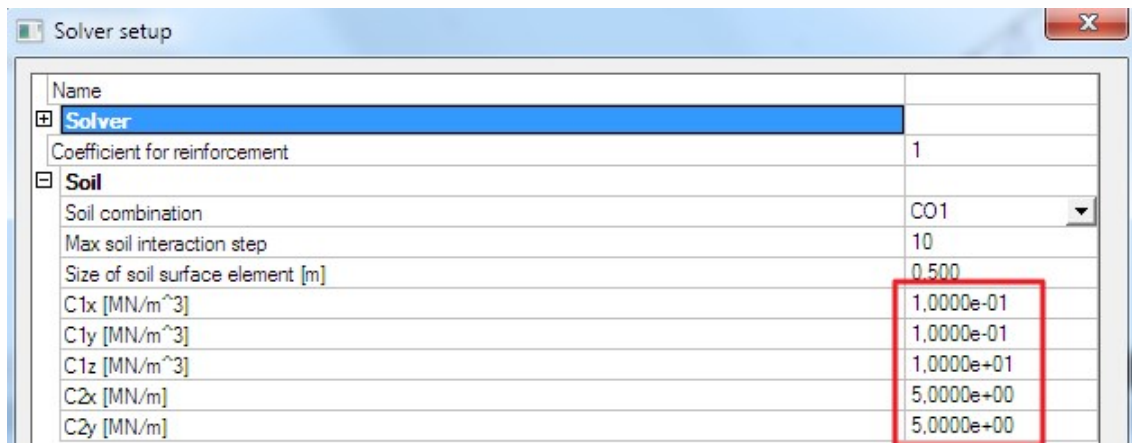 Solver setup
Name
Solver
Coefficient for reinforcement 1
Soil
Soil combination CO1
Max soil interaction step 10
Size of soil surface element [m] 0,500
C1x [MN/m^3] 1,0000e-01
C1y [MN/m^3] 1,0000e-01
C1z [MN/m^3] 1,0000e+01
C2x [MN/m] 5,0000e+00
C2y [MN/m] 5,0000e+00